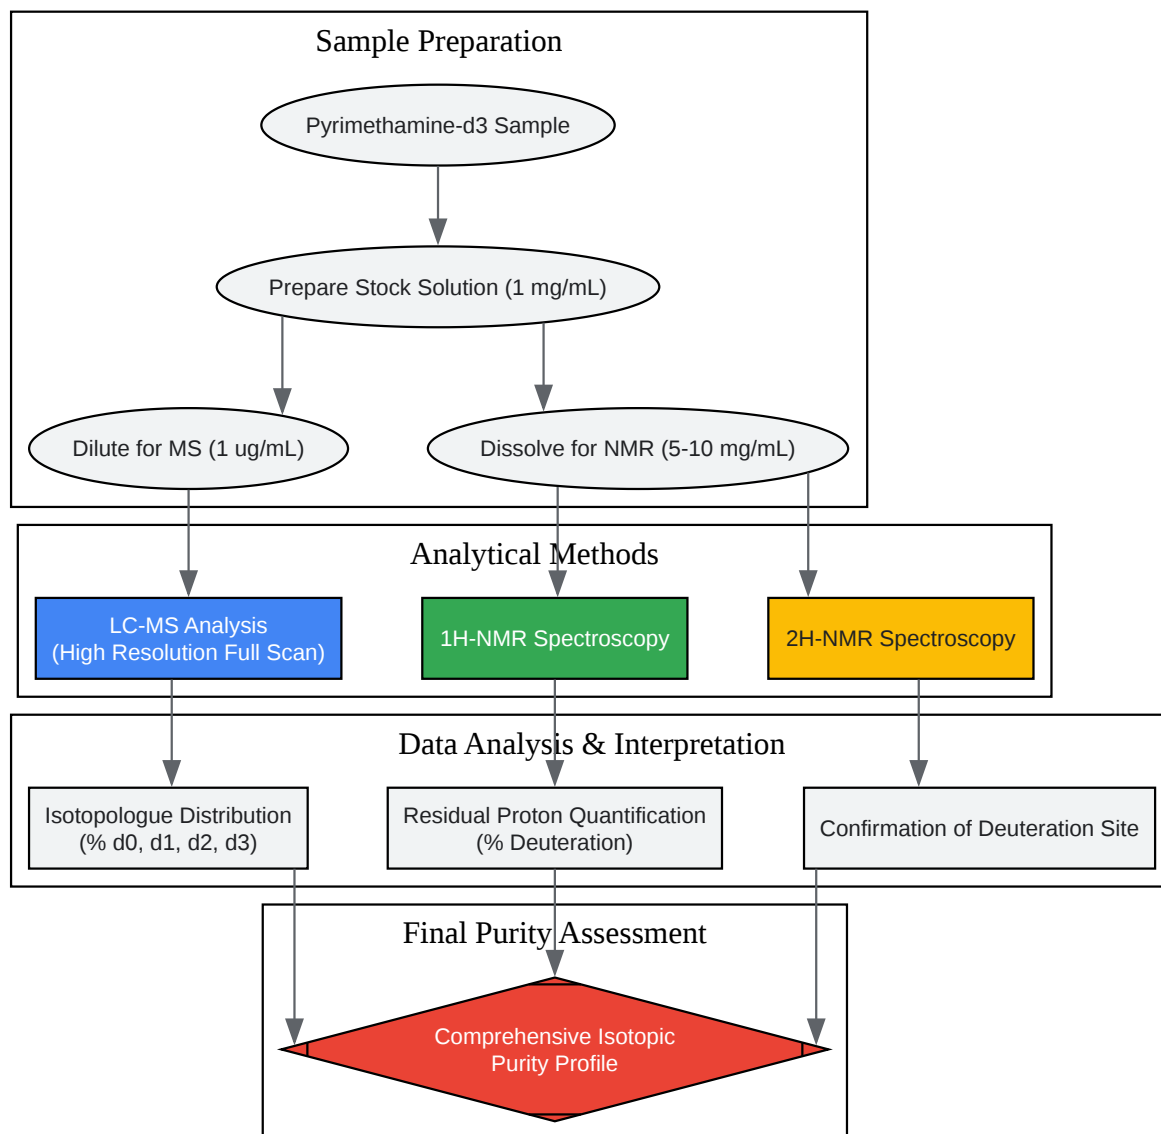 Sample Preparation
Pyrimethamine-d3 Sample
Prepare Stock Solution (1 mg/mL)
Dilute for MS (1 ug/mL)
Dissolve for NMR (5-10 mg/mL)
Analytical Methods
LC-MS Analysis
(High Resolution Full Scan)
1H-NMR Spectroscopy
2H-NMR Spectroscopy
Data Analysis & Interpretation
Isotopologue Distribution
(% d0, d1, d2, d3)
Residual Proton Quantification
(% Deuteration)
Confirmation of Deuteration Site
Final Purity Assessment
Comprehensive Isotopic
Purity Profile